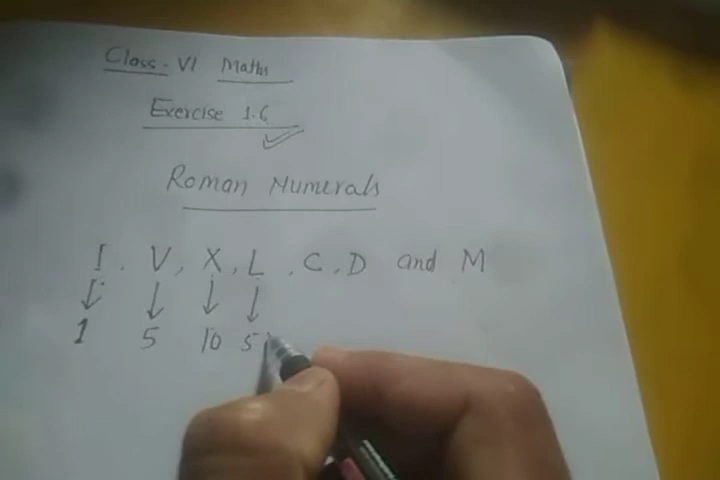 Class - VI Maths
Exercise 1.6
Roman Numerals
I, V, X, L, C, D and M
1 5 10 5